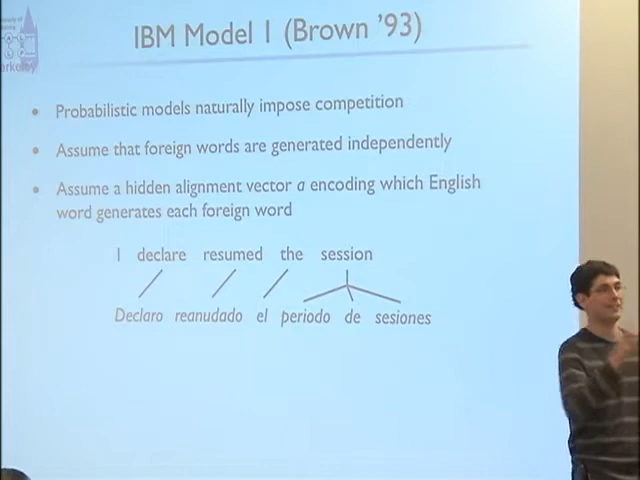 IBM Model 1 (Brown '93)
Probabilistic models naturally impose competition
Assume that foreign words are generated independently
Assume a hidden alignment vector a encoding which English
word generates each foreign word
I declare resumed the session
Declaro reanudado el periodo de sesiones